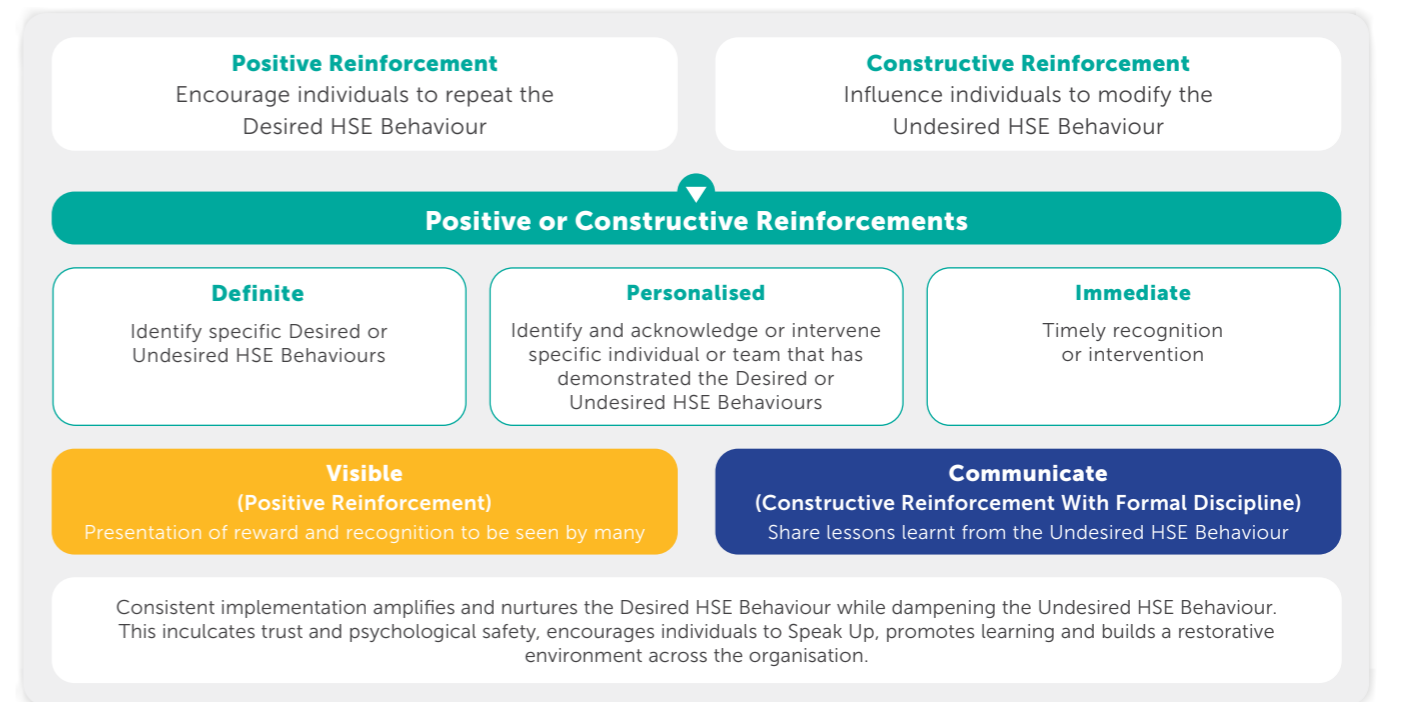 Positive Reinforcement
Encourage individuals to repeat the
Desired HSE Behaviour
Constructive Reinforcement
Influence individuals to modify the
Undesired HSE Behaviour
Positive or Constructive Reinforcements
Definite
Identify specific Desired or
Undesired HSE Behaviours
Personalised
Identify and acknowledge or intervene
specific individual or team that has
demonstrated the Desired or
Undesired HSE Behaviours
Immediate
Timely recognition
or intervention
Visible
(Positive Reinforcement)
Presentation of reward and recognition to be seen by many
Communicate
(Constructive Reinforcement With Formal Discipline)
Share lessons learnt from the Undesired HSE Behaviour
Consistent implementation amplifies and nurtures the Desired HSE Behaviour while dampening the Undesired HSE Behaviour.
This inculcates trust and psychological safety, encourages individuals to Speak Up, promotes learning and builds a restorative
environment across the organisation.